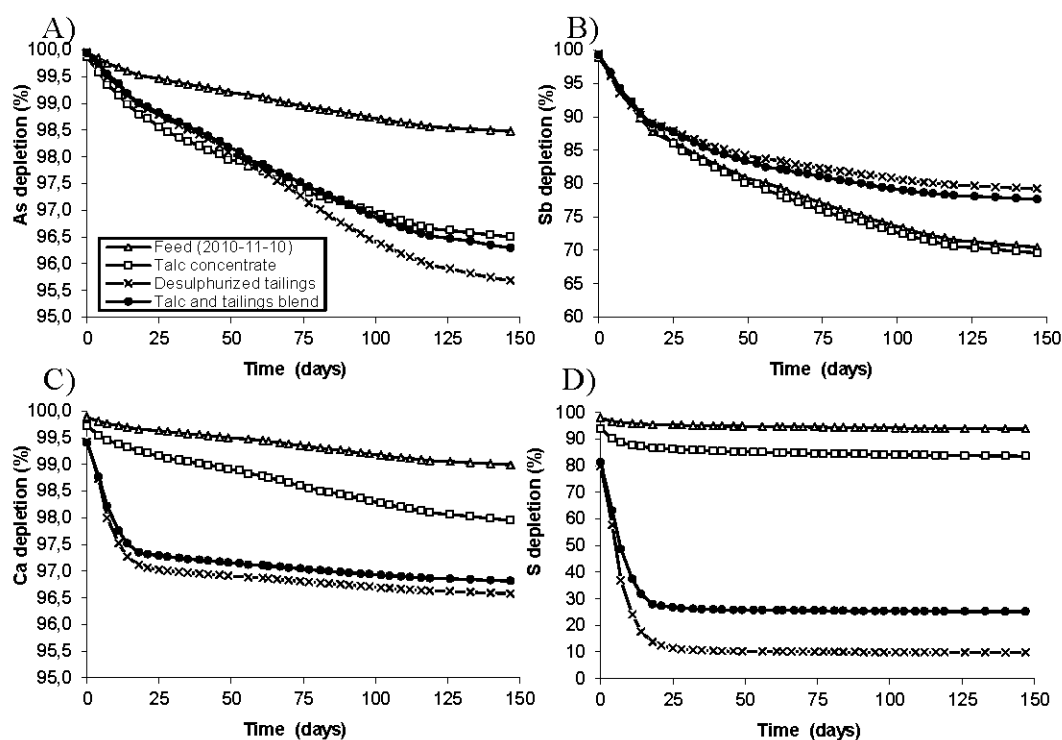 A)
As depletion (%)
100,0
99,5
99,0
98,5
98,0
97,5
97,0
96,5
96,0
95,5
95,0
Feed (2010-11-10)
Talc concentrate
Desulphurized tailings
Talc and tailings blend
0 25 50 75 100 125 150
Time (days)
B)
Sb depletion (%)
100
95
90
85
80
75
70
65
60
0 25 50 75 100 125 150
Time (days)
C)
Ca depletion (%)
100,0
99,5
99,0
98,5
98,0
97,5
97,0
96,5
96,0
95,5
95,0
0 25 50 75 100 125 150
Time (days)
D)
S depletion (%)
100
90
80
70
60
50
40
30
20
10
0
0 25 50 75 100 125 150
Time (days)